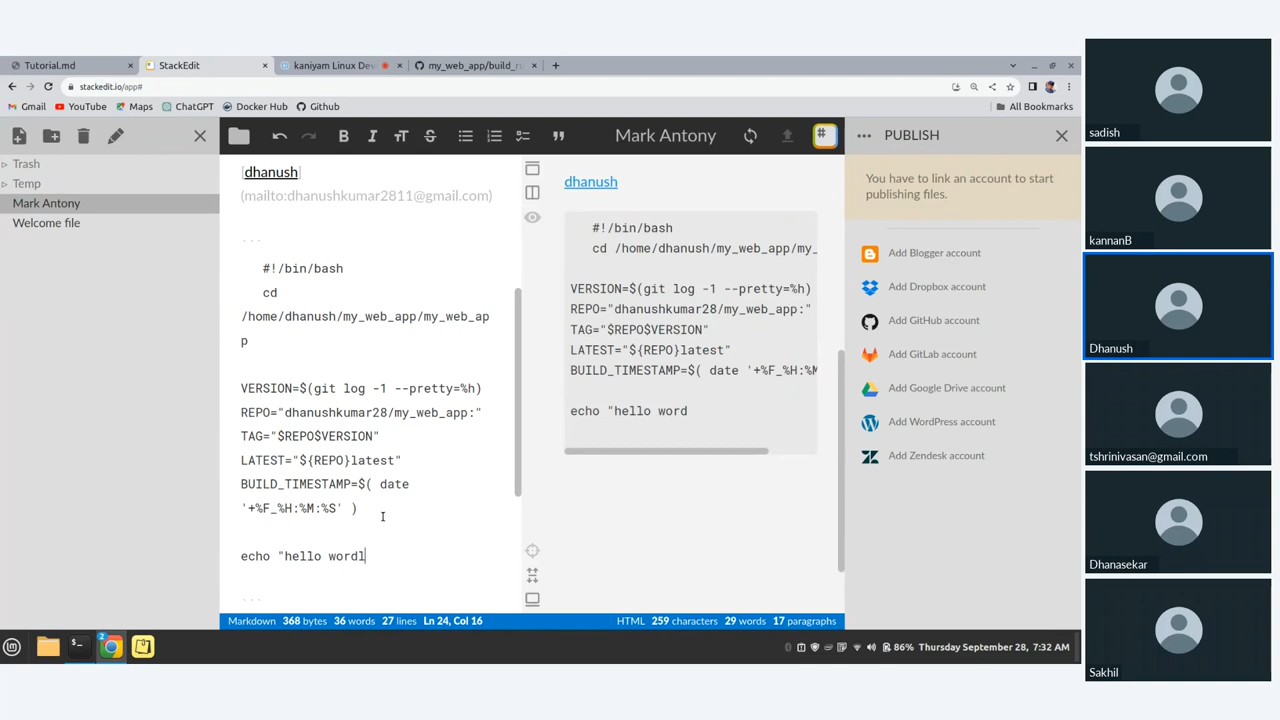 Tutorial.md
StackEdit
kaniyam Linux Dev
my_web_app/build_ru
stackedit.io/app#
Gmail
YouTube
Maps
ChatGPT
Docker Hub
Github
All Bookmarks
Mark Antony
PUBLISH
Trash
Temp
Mark Antony
Welcome file
[dhanush]
(mailto:dhanushkumar2811@gmail.com)
```
#!/bin/bash
cd
/home/dhanush/my_web_app/my_web_ap
p
VERSION=$(git log -1 --pretty=%h)
REPO="dhanushkumar28/my_web_app:"
TAG="$REPO$VERSION"
LATEST="${REPO}latest"
BUILD_TIMESTAMP=$( date
'+%F_%H:%M:%S' )
echo "hello wordl
```
dhanush
#!/bin/bash
cd /home/dhanush/my_web_app/my_
VERSION=$(git log -1 --pretty=%h)
REPO="dhanushkumar28/my_web_app:"
TAG="$REPO$VERSION"
LATEST="${REPO}latest"
BUILD_TIMESTAMP=$( date '+%F_%H:%M
echo "hello word
You have to link an account to start
publishing files.
Add Blogger account
Add Dropbox account
Add GitHub account
Add GitLab account
Add Google Drive account
Add WordPress account
Add Zendesk account
Markdown 368 bytes 36 words 27 lines Ln 24, Col 16
HTML 259 characters 29 words 17 paragraphs
2
86% Thursday September 28, 7:32 AM
sadish
kannanB
Dhanush
tshrinivasan@gmail.com
Dhanasekar
Sakhil